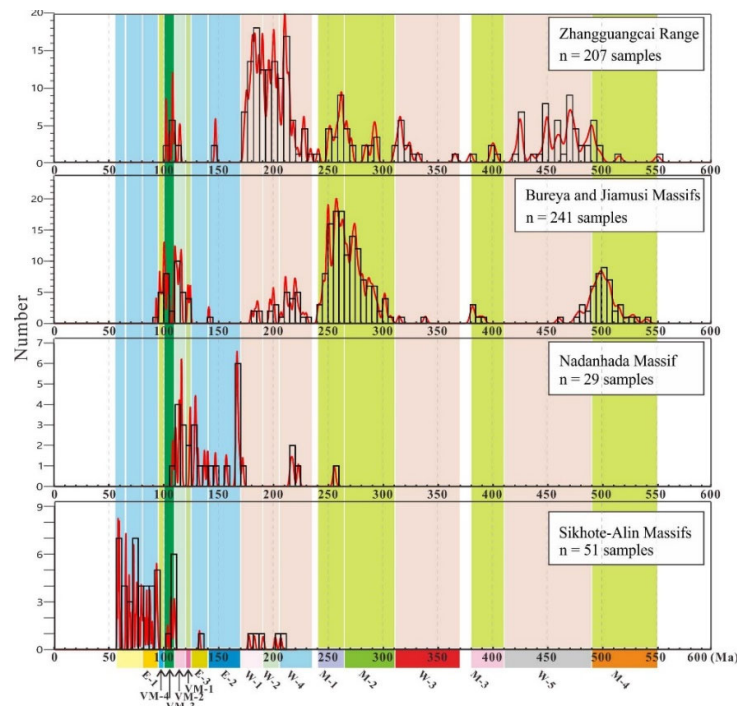 20
15
10
5
0
Zhangguangcai Range
n = 207 samples
0 50 100 150 200 250 300 350 400 450 500 550 600
20
15
10
5
0
Bureya and Jiamusi Massifs
n = 241 samples
0 50 100 150 200 250 300 350 400 450 500 550 600
Number
7
6
5
4
3
2
1
0
Nadanhada Massif
n = 29 samples
0 50 100 150 200 250 300 350 400 450 500 550 600
9
6
3
0
Sikhote-Alin Massifs
n = 51 samples
0 50 100 150 200 250 300 350 400 450 500 550 600 (Ma)
E-1 VM-4 VM-2 VM-1 E-3 E-2 W-1 W-2 W-4 M-1 M-2 W-3 M-3 W-5 M-4